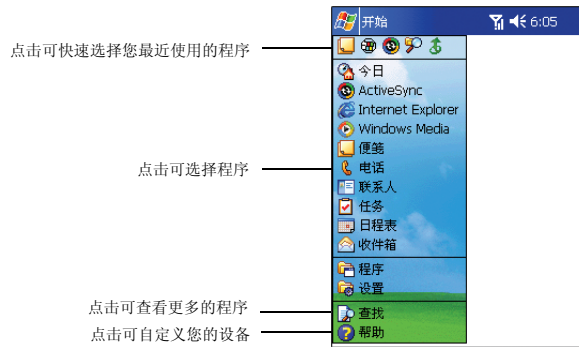 开始 6:05
点击可快速选择您最近使用的程序
今日
ActiveSync
Internet Explorer
Windows Media
便笺
点击可选择程序
电话
联系人
任务
日程表
收件箱
程序
设置
点击可查看更多的程序
查找
点击可自定义您的设备
帮助